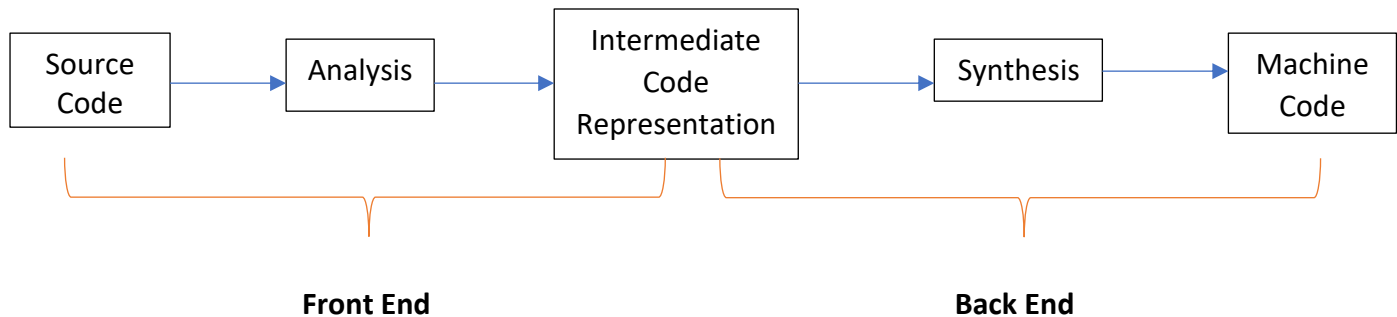 Source
Code
Analysis
Intermediate
Code
Representation
Synthesis
Machine
Code
Front End
Back End